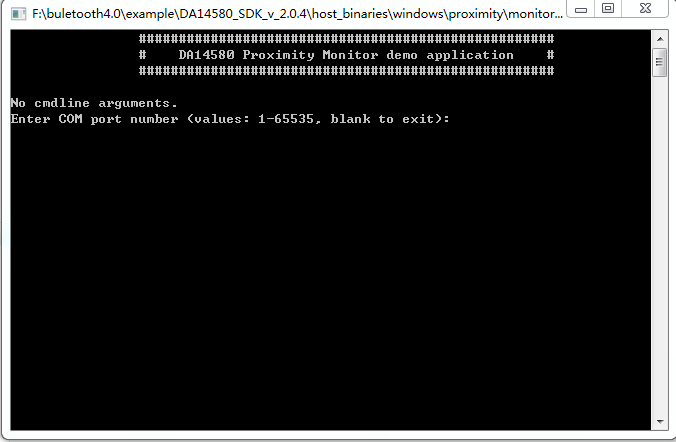 F:\buletooth4.0\example\DA14580_SDK_v_2.0.4\host_binaries\windows\proximity\monitor...
####################################################
#    DA14580 Proximity Monitor demo application    #
####################################################
No cmdline arguments.
Enter COM port number (values: 1-65535, blank to exit):